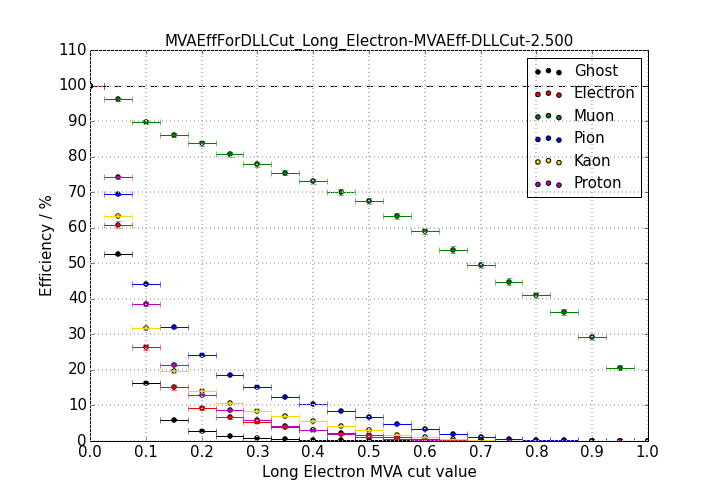 MVAEffForDLLCut_Long_Electron-MVAEff-DLLCut-2.500
110
100
90
80
70
60
50
40
30
20
10
0
Efficiency / %
Ghost
Electron
Muon
Pion
Kaon
Proton
0.0 0.1 0.2 0.3 0.4 0.5 0.6 0.7 0.8 0.9 1.0
Long Electron MVA cut value